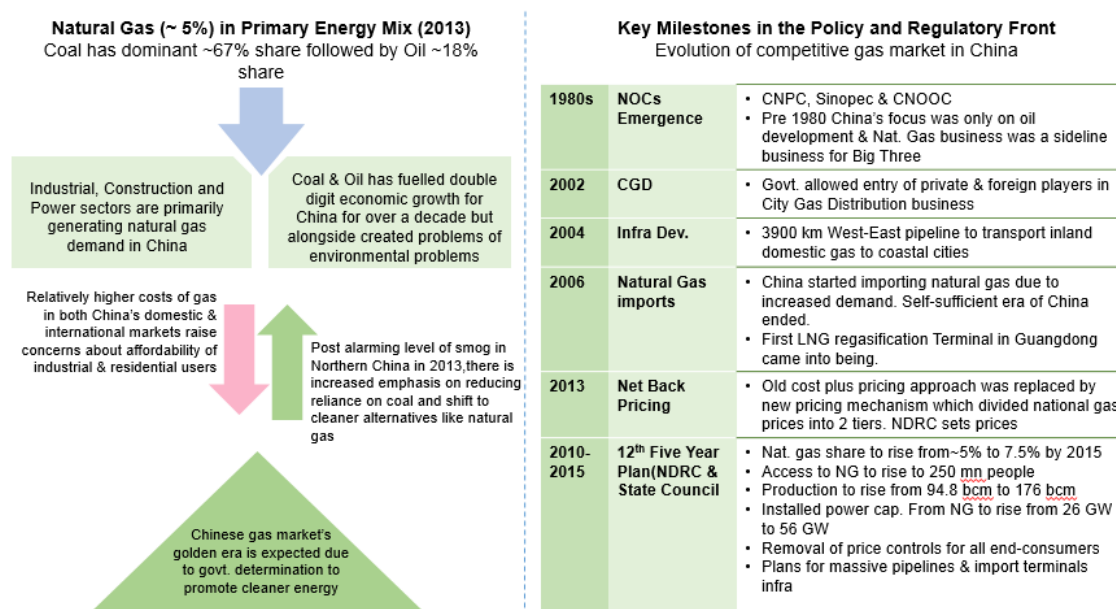 Natural Gas (~ 5%) in Primary Energy Mix (2013)
Coal has dominant ~67% share followed by Oil ~18%
share
Industrial, Construction and
Power sectors are primarily
generating natural gas
demand in China
Coal & Oil has fuelled double
digit economic growth for
China for over a decade but
alongside created problems of
environmental problems
Relatively higher costs of gas
in both China's domestic &
international markets raise
concerns about affordability of
industrial & residential users
Post alarming level of smog in
Northern China in 2013,there is
increased emphasis on reducing
reliance on coal and shift to
cleaner alternatives like natural
gas
Chinese gas market's
golden era is expected due
to govt. determination to
promote cleaner energy
Key Milestones in the Policy and Regulatory Front
Evolution of competitive gas market in China
1980s
NOCs
Emergence
• CNPC, Sinopec & CNOOC
• Pre 1980 China's focus was only on oil
development & Nat. Gas business was a sideline
business for Big Three
2002
CGD
• Govt. allowed entry of private & foreign players in
City Gas Distribution business
2004
Infra Dev.
• 3900 km West-East pipeline to transport inland
domestic gas to coastal cities
2006
Natural Gas
imports
• China started importing natural gas due to
increased demand. Self-sufficient era of China
ended.
• First LNG regasification Terminal in Guangdong
came into being.
2013
Net Back
Pricing
• Old cost plus pricing approach was replaced by
new pricing mechanism which divided national gas
prices into 2 tiers. NDRC sets prices
2010-
2015
12th Five Year
Plan(NDRC &
State Council
• Nat. gas share to rise from~5% to 7.5% by 2015
• Access to NG to rise to 250 mn people
• Production to rise from 94.8 bcm to 176 bcm
• Installed power cap. From NG to rise from 26 GW
to 56 GW
• Removal of price controls for all end-consumers
• Plans for massive pipelines & import terminals
infra